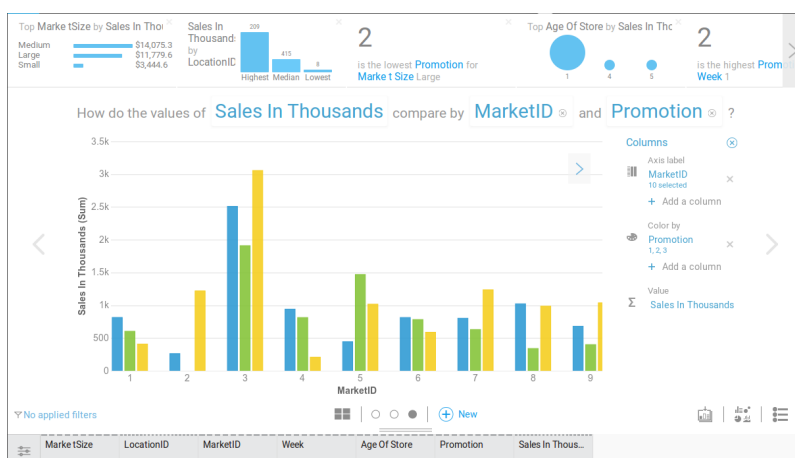 Top Marke tSize by Sales In Thou
Medium $14,075.3
Large $11,779.6
Small $3,444.6
Sales In
Thousand:
by
LocationID
209
415
8
Highest Median Lowest
2
is the lowest Promotion for
Marke t Size Large
Top Age Of Store by Sales In Thc
1 4 5
2
is the highest Prom
Week 1
How do the values of Sales In Thousands compare by MarketID and Promotion ?
3.5k
3k
2.5k
2k
1.5k
1k
500
0
Sales In Thousands (Sum)
1 2 3 4 5 6 7 8 9
MarketID
Columns
Axis label
MarketID
10 selected
+ Add a column
Color by
Promotion
1, 2, 3
+ Add a column
Value
Σ Sales In Thousands
No applied filters
New
Marke tSize LocationID MarketID Week Age Of Store Promotion Sales In Thous...